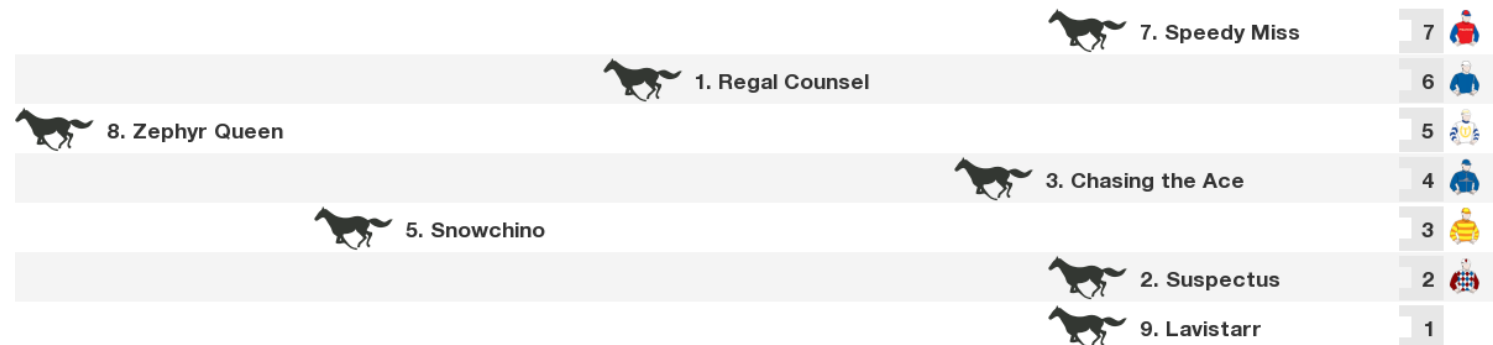 7. Speedy Miss 7
1. Regal Counsel 6
8. Zephyr Queen 5
3. Chasing the Ace 4
5. Snowchino 3
2. Suspectus 2
9. Lavistarr 1